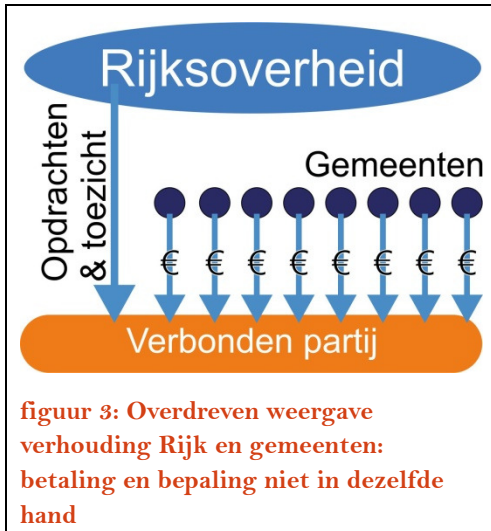 Rijksoverheid
Opdrachten
& toezicht
Gemeenten
€ € € € € € € €
Verbonden partij
figuur 3: Overdreven weergave
verhouding Rijk en gemeenten:
betaling en bepaling niet in dezelfde
hand